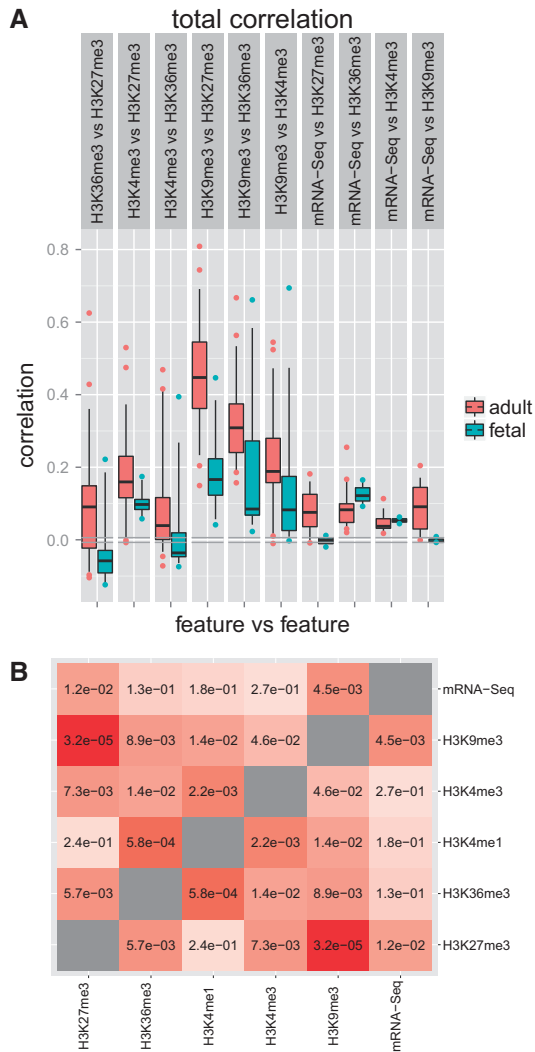 A
total correlation
H3K36me3 vs H3K27me3
H3K4me3 vs H3K27me3
H3K4me3 vs H3K36me3
H3K9me3 vs H3K27me3
H3K9me3 vs H3K36me3
H3K9me3 vs H3K4me3
mRNA−Seq vs H3K27me3
mRNA−Seq vs H3K36me3
mRNA−Seq vs H3K4me3
mRNA−Seq vs H3K9me3
0.8
0.6
0.4
0.2
0.0
correlation
adult
fetal
feature vs feature
B
1.2e−02 1.3e−01 1.8e−01 2.7e−01 4.5e−03 mRNA−Seq
3.2e−05 8.9e−03 1.4e−02 4.6e−02 4.5e−03 H3K9me3
7.3e−03 1.4e−02 2.2e−03 4.6e−02 2.7e−01 H3K4me3
2.4e−01 5.8e−04 2.2e−03 1.4e−02 1.8e−01 H3K4me1
5.7e−03 5.8e−04 1.4e−02 8.9e−03 1.3e−01 H3K36me3
5.7e−03 2.4e−01 7.3e−03 3.2e−05 1.2e−02 H3K27me3
H3K27me3
H3K36me3
H3K4me1
H3K4me3
H3K9me3
mRNA−Seq